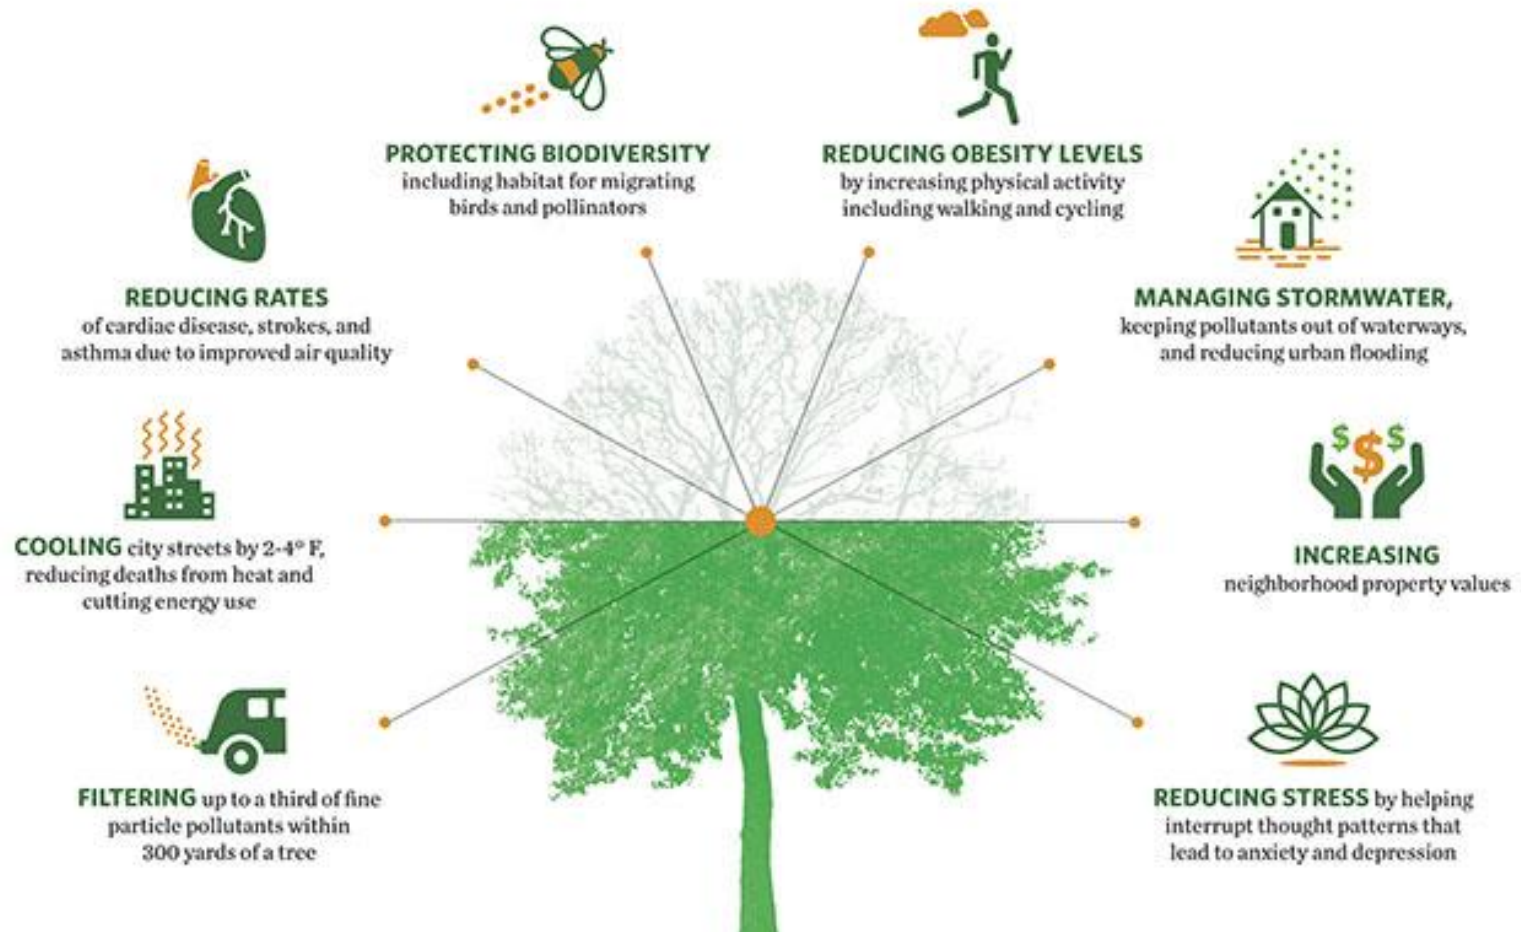 PROTECTING BIODIVERSITY
including habitat for migrating
birds and pollinators
REDUCING OBESITY LEVELS
by increasing physical activity
including walking and cycling
REDUCING RATES
of cardiac disease, strokes, and
asthma due to improved air quality
MANAGING STORMWATER,
keeping pollutants out of waterways,
and reducing urban flooding
COOLING city streets by 2-4° F,
reducing deaths from heat and
cutting energy use
$ $ $
INCREASING
neighborhood property values
FILTERING up to a third of fine
particle pollutants within
300 yards of a tree
REDUCING STRESS by helping
interrupt thought patterns that
lead to anxiety and depression